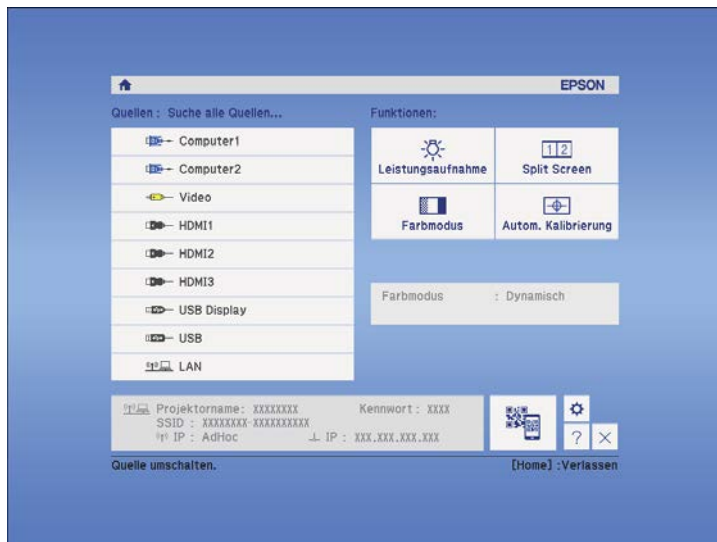 EPSON
Quellen : Suche alle Quellen...
Computer1
Computer2
Video
HDMI1
HDMI2
HDMI3
USB Display
USB
LAN
Funktionen:
Leistungsaufnahme
1 2
Split Screen
Farbmodus
Autom. Kalibrierung
Farbmodus : Dynamisch
Projektorname: XXXXXXXX Kennwort: XXXX
SSID : XXXXXXXX-XXXXXXXXXX
IP : AdHoc IP : XXX.XXX.XXX.XXX
?
Quelle umschalten. [Home] :Verlassen